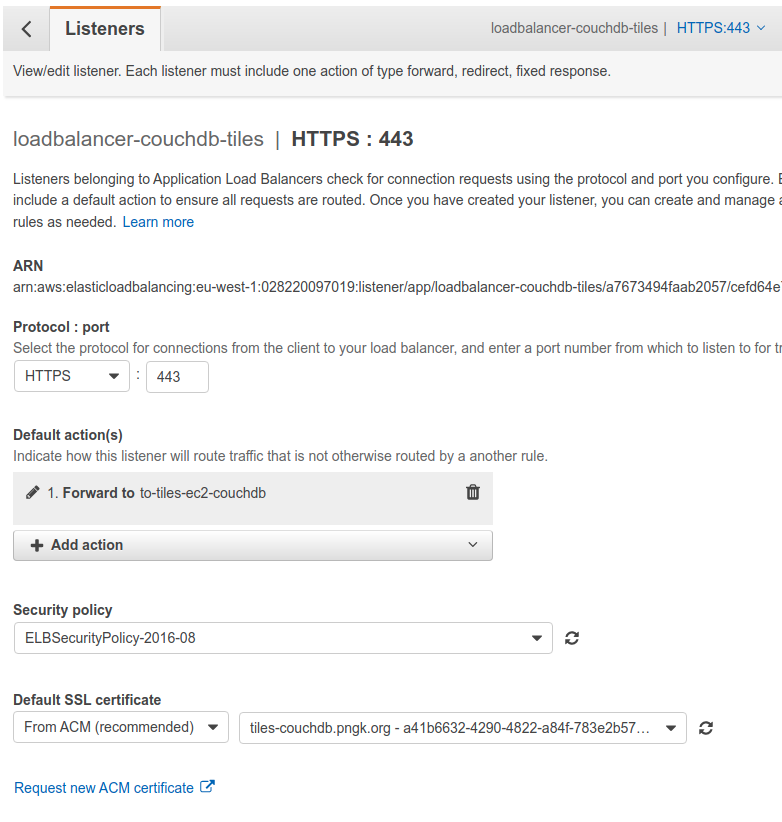 Listeners
loadbalancer-couchdb-tiles | HTTPS:443
View/edit listener. Each listener must include one action of type forward, redirect, fixed response.
loadbalancer-couchdb-tiles | HTTPS : 443
Listeners belonging to Application Load Balancers check for connection requests using the protocol and port you configure.
include a default action to ensure all requests are routed. Once you have created your listener, you can create and manage
rules as needed. Learn more
ARN
arn:aws:elasticloadbalancing:eu-west-1:028220097019:listener/app/loadbalancer-couchdb-tiles/a7673494faab2057/cefd64e
Protocol : port
Select the protocol for connections from the client to your load balancer, and enter a port number from which to listen to for
HTTPS : 443
Default action(s)
Indicate how this listener will route traffic that is not otherwise routed by a another rule.
1. Forward to to-tiles-ec2-couchdb
Add action
Security policy
ELBSecurityPolicy-2016-08
Default SSL certificate
From ACM (recommended) tiles-couchdb.pngk.org - a41b6632-4290-4822-a84f-783e2b57...
Request new ACM certificate